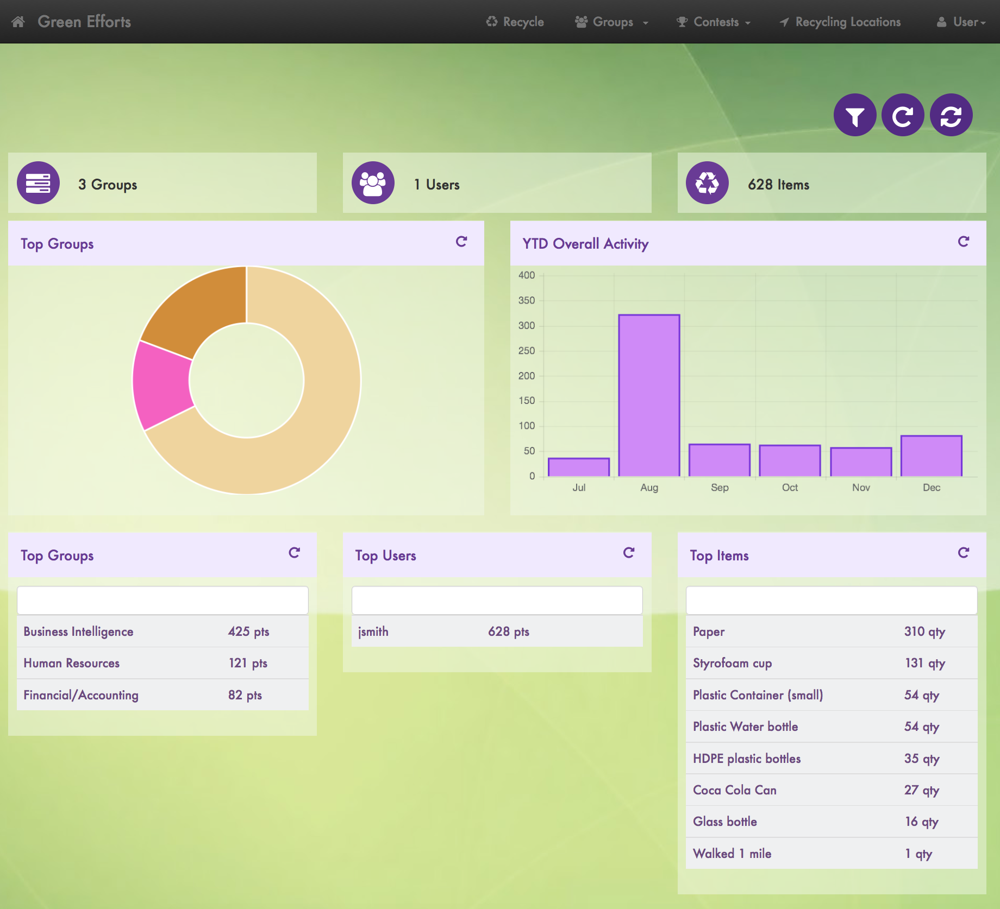 Green Efforts
Recycle
Groups
Contests
Recycling Locations
User
3 Groups
1 Users
628 Items
Top Groups
YTD Overall Activity
400
350
300
250
200
150
100
50
0
Jul Aug Sep Oct Nov Dec
Top Groups
Business Intelligence 425 pts
Human Resources 121 pts
Financial/Accounting 82 pts
Top Users
jsmith 628 pts
Top Items
Paper 310 qty
Styrofoam cup 131 qty
Plastic Container (small) 54 qty
Plastic Water bottle 54 qty
HDPE plastic bottles 35 qty
Coca Cola Can 27 qty
Glass bottle 16 qty
Walked 1 mile 1 qty